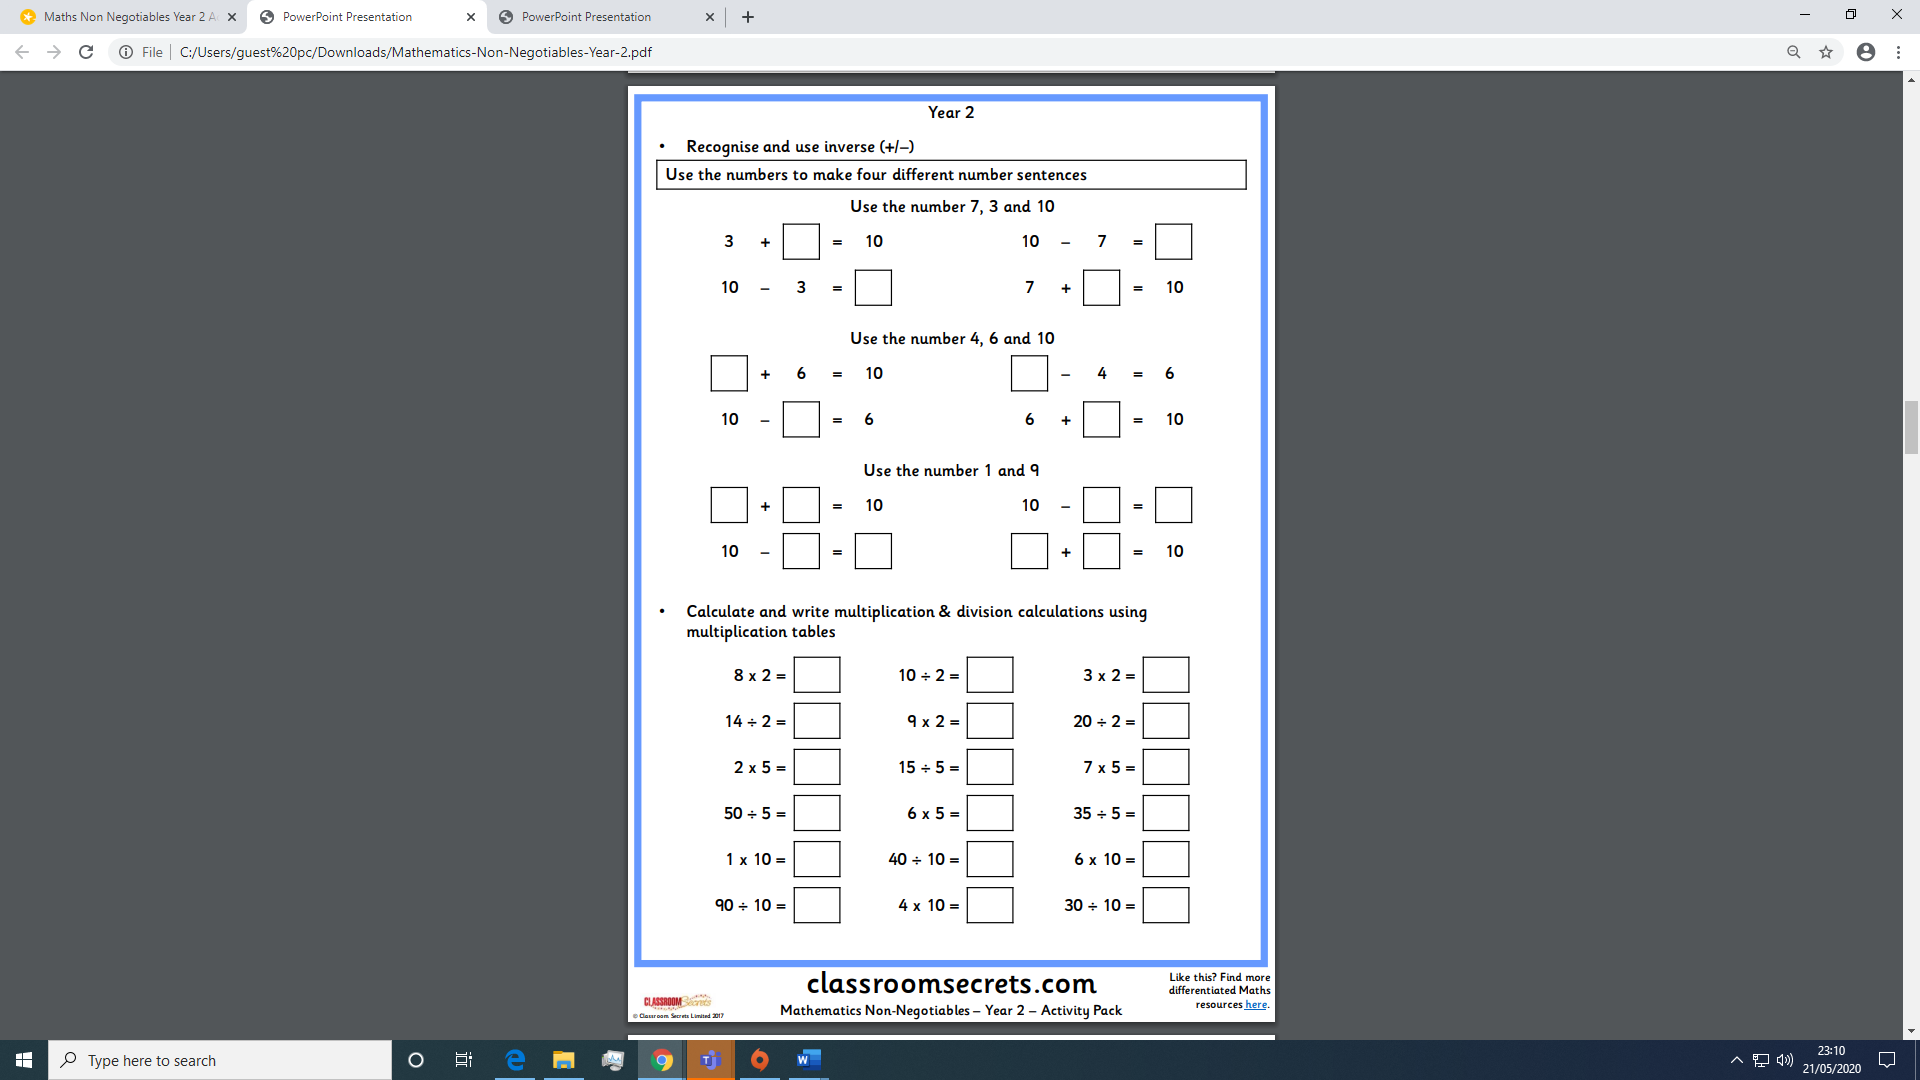 Maths Non Negotiables Year 2 A
PowerPoint Presentation
PowerPoint Presentation
File
C:/Users/guest%20pc/Downloads/Mathematics-Non-Negotiables-Year-2.pdf
Year 2
• Recognise and use inverse (+/–)
Use the numbers to make four different number sentences
Use the number 7, 3 and 10
3 + = 10 10 – 7 =
10 – 3 = 7 + = 10
Use the number 4, 6 and 10
+ 6 = 10 – 4 = 6
10 – = 6 6 + = 10
Use the number 1 and 9
+ = 10 10 – =
10 – = + = 10
• Calculate and write multiplication & division calculations using
multiplication tables
8 x 2 = 10 ÷ 2 = 3 x 2 =
14 ÷ 2 = 9 x 2 = 20 ÷ 2 =
2 x 5 = 15 ÷ 5 = 7 x 5 =
50 ÷ 5 = 6 x 5 = 35 ÷ 5 =
1 x 10 = 40 ÷ 10 = 6 x 10 =
90 ÷ 10 = 4 x 10 = 30 ÷ 10 =
CLASSROOM Secrets
© Classroom Secrets Limited 2017
classroomsecrets.com
Mathematics Non-Negotiables – Year 2 – Activity Pack
Like this? Find more
differentiated Maths
resources here.
Type here to search
23:10
21/05/2020